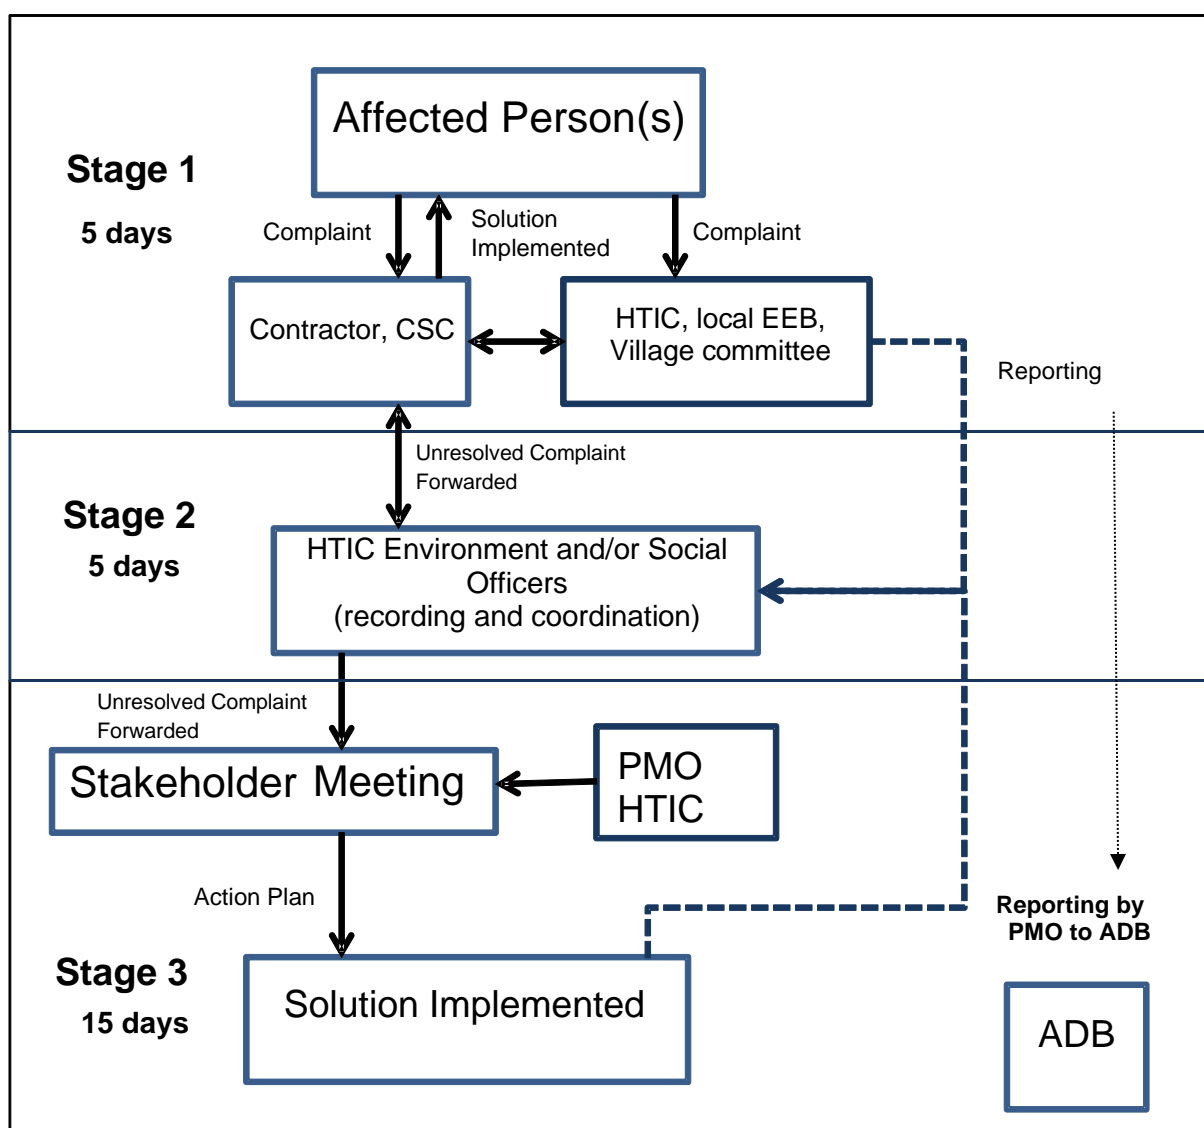 Affected Person(s)
Stage 1
5 days
Complaint
Solution
Implemented
Complaint
Contractor, CSC
HTIC, local EEB,
Village committee
Reporting
Unresolved Complaint
Forwarded
Stage 2
5 days
HTIC Environment and/or Social
Officers
(recording and coordination)
Unresolved Complaint
Forwarded
Stakeholder Meeting
PMO
HTIC
Action Plan
Stage 3
15 days
Solution Implemented
Reporting by
PMO to ADB
ADB